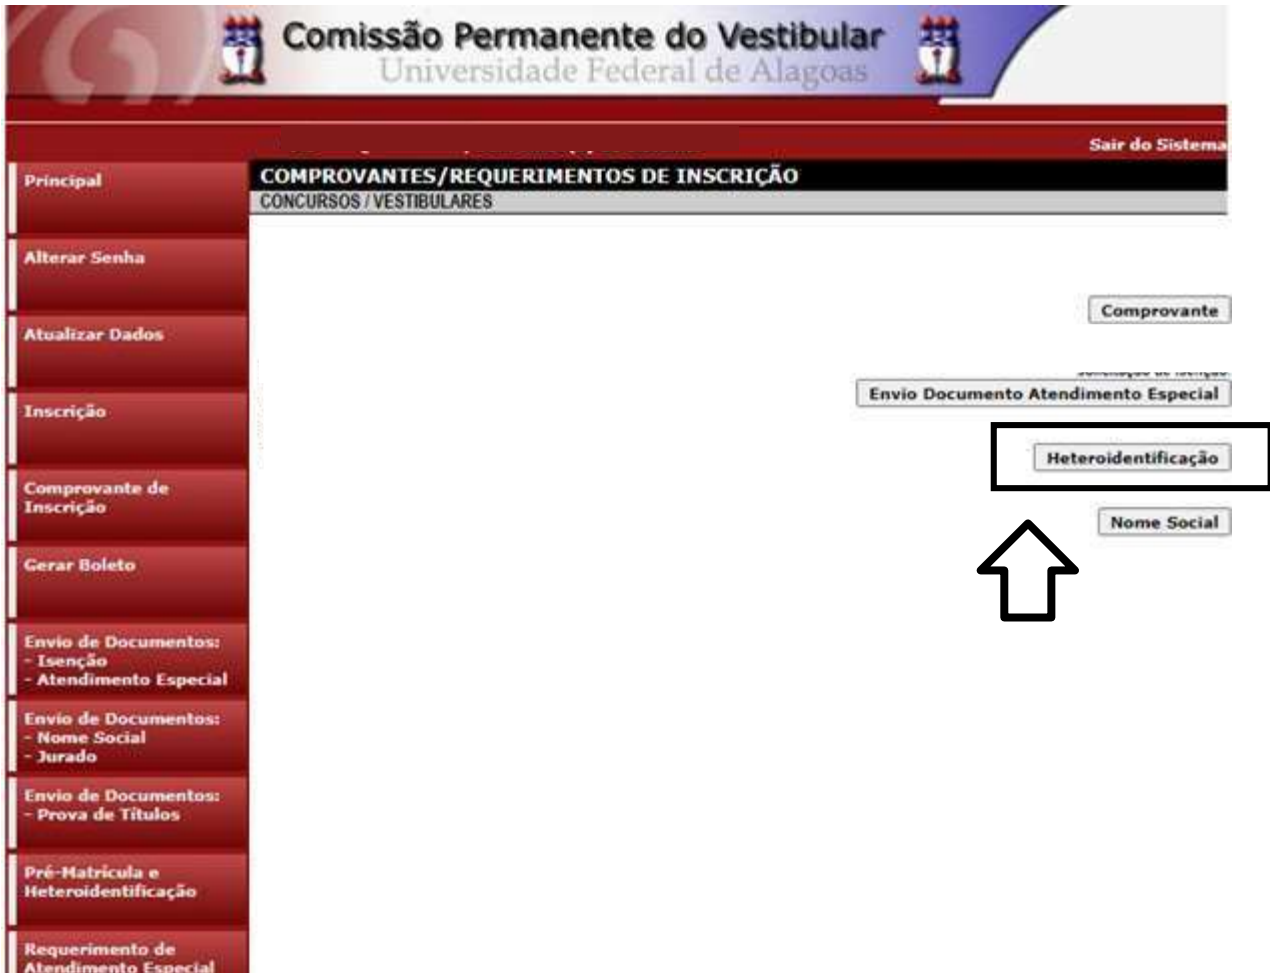 Comissão Permanente do Vestibular
Universidade Federal de Alagoas
Sair do Sistema
Principal
Alterar Senha
Atualizar Dados
Inscrição
Comprovante de
Inscrição
Gerar Boleto
Envio de Documentos:
- Isenção
- Atendimento Especial
Envio de Documentos:
- Nome Social
- Jurado
Envio de Documentos:
- Prova de Títulos
Pré-Matrícula e
Heteroidentificação
Requerimento de
Atendimento Especial
COMPROVANTES/REQUERIMENTOS DE INSCRIÇÃO
CONCURSOS / VESTIBULARES
Comprovante
Envio Documento Atendimento Especial
Heteroidentificação
Nome Social